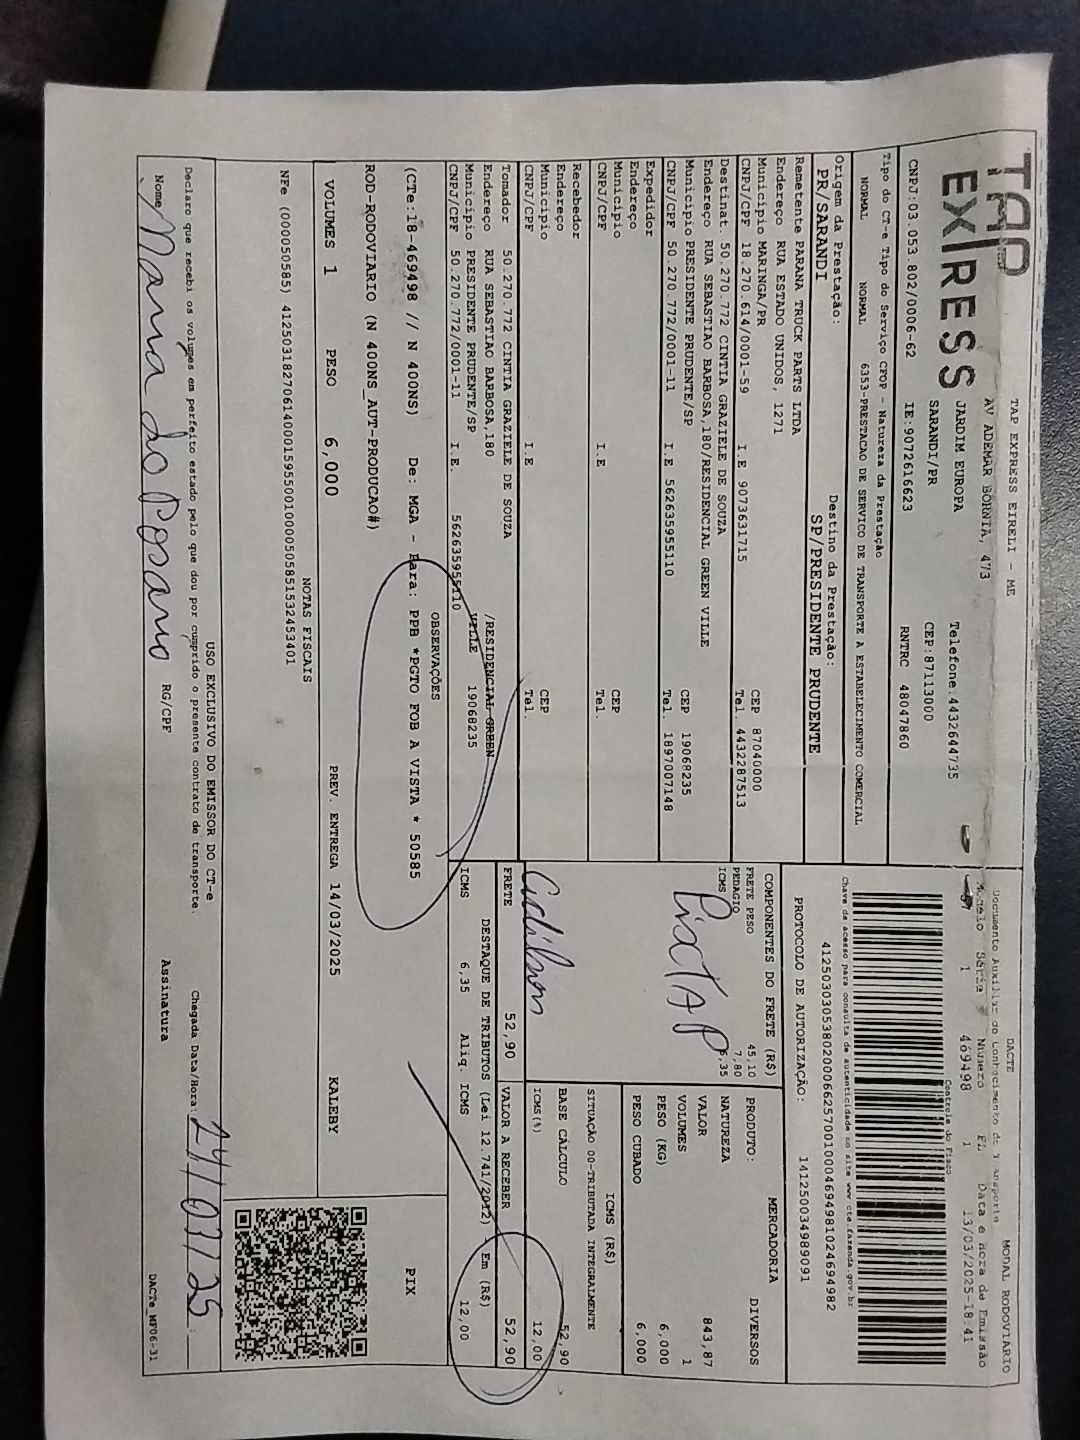 TAP
EX/RESS
TAP EXPRESS EIRELI - ME
AV ADEMAR BORNIA, 473
JARDIM EUROPA
SARANDI/PR
Telefone:4432644735
CEP:87113000
CNPJ:03.053.802/0006-62
IE:9072616623
RNTRC 48047860
Tipo do CT-e Tipo do Serviço CFOP - Natureza da Prestação
NORMAL NORMAL 6353-PRESTACAO DE SERVICO DE TRANSPORTE A ESTABELECIMENTO COMERCIAL
Origem da Prestação:
PR/SARANDI
Destino da Prestação:
SP/PRESIDENTE PRUDENTE
Remetente PARANA TRUCK PARTS LTDA
Endereço RUA ESTADO UNIDOS, 1271
Município MARINGA/PR
CEP 87040000
CNPJ/CPF 18.270.614/0001-59 I.E 9073631715 Tel. 4432287513
Destinat. 50.270.772 CINTIA GRAZIELE DE SOUZA
Endereço RUA SEBASTIAO BARBOSA,180/RESIDENCIAL GREEN VILLE
Município PRESIDENTE PRUDENTE/SP CEP 19068235
CNPJ/CPF 50.270.772/0001-11 I.E 562635955110 Tel. 1897007148
Expedidor
Endereço
Município CEP
CNPJ/CPF I.E Tel.
Recebedor
Endereço
Município CEP
CNPJ/CPF I.E Tel.
Tomador 50.270.772 CINTIA GRAZIELE DE SOUZA
Endereço RUA SEBASTIAO BARBOSA,180 /RESIDENCIAL GREEN
Município PRESIDENTE PRUDENTE/SP VILLE 19068235
CNPJ/CPF 50.270.772/0001-11 I.E. 562635955110
DACTE MODAL RODOVIÁRIO
Documento Auxiliar do Conhecimento de Transporte
Modelo Série Número FL Data e Hora de Emissão
57 1 469498 1 13/03/2025-18:41
Controle do Fisco
Chave de acesso para consulta de autenticidade no site www.cte.fazenda.gov.br
41250303053802000662570010004694981024694982
PROTOCOLO DE AUTORIZAÇÃO: 141250034989091
COMPONENTES DO FRETE (R$)
FRETE PESO 45,10
PEDAGIO 7,80
ICMS 6,35
Pix TAP
FRETE 52,90
MERCADORIA
PRODUTO: DIVERSOS
NATUREZA
VALOR 843,87
VOLUMES 1
PESO (KG) 6,000
PESO CUBADO 6,000
ICMS (R$)
SITUAÇÃO 00-TRIBUTADA INTEGRALMENTE
BASE CÁLCULO 52,90
ICMS(%) 12,00
VALOR A RECEBER 52,90
DESTAQUE DE TRIBUTOS (Lei 12.741/2012) Em (R$)
ICMS 6,35 Aliq. ICMS 12,00
OBSERVAÇÕES
(CTe:18-469498 // N 400NS) De: MGA - Para: PPB *PGTO FOB A VISTA * 50585
ROD-RODOVIARIO (N 400NS_AUT-PRODUCAO#)
PIX
VOLUMES 1 PESO 6,000 PREV. ENTREGA 14/03/2025 KALEBY
NOTAS FISCAIS
NFe (000050585) 41250318270614000159550010000505851532453401
USO EXCLUSIVO DO EMISSOR DO CT-e
Declaro que recebi os volumes em perfeito estado pelo que dou por cumprido o presente contrato de transporte.
Chegada Data/Hora:
Nome Maria do Rosario RG/CPF Assinatura
DACTe_MF06-31